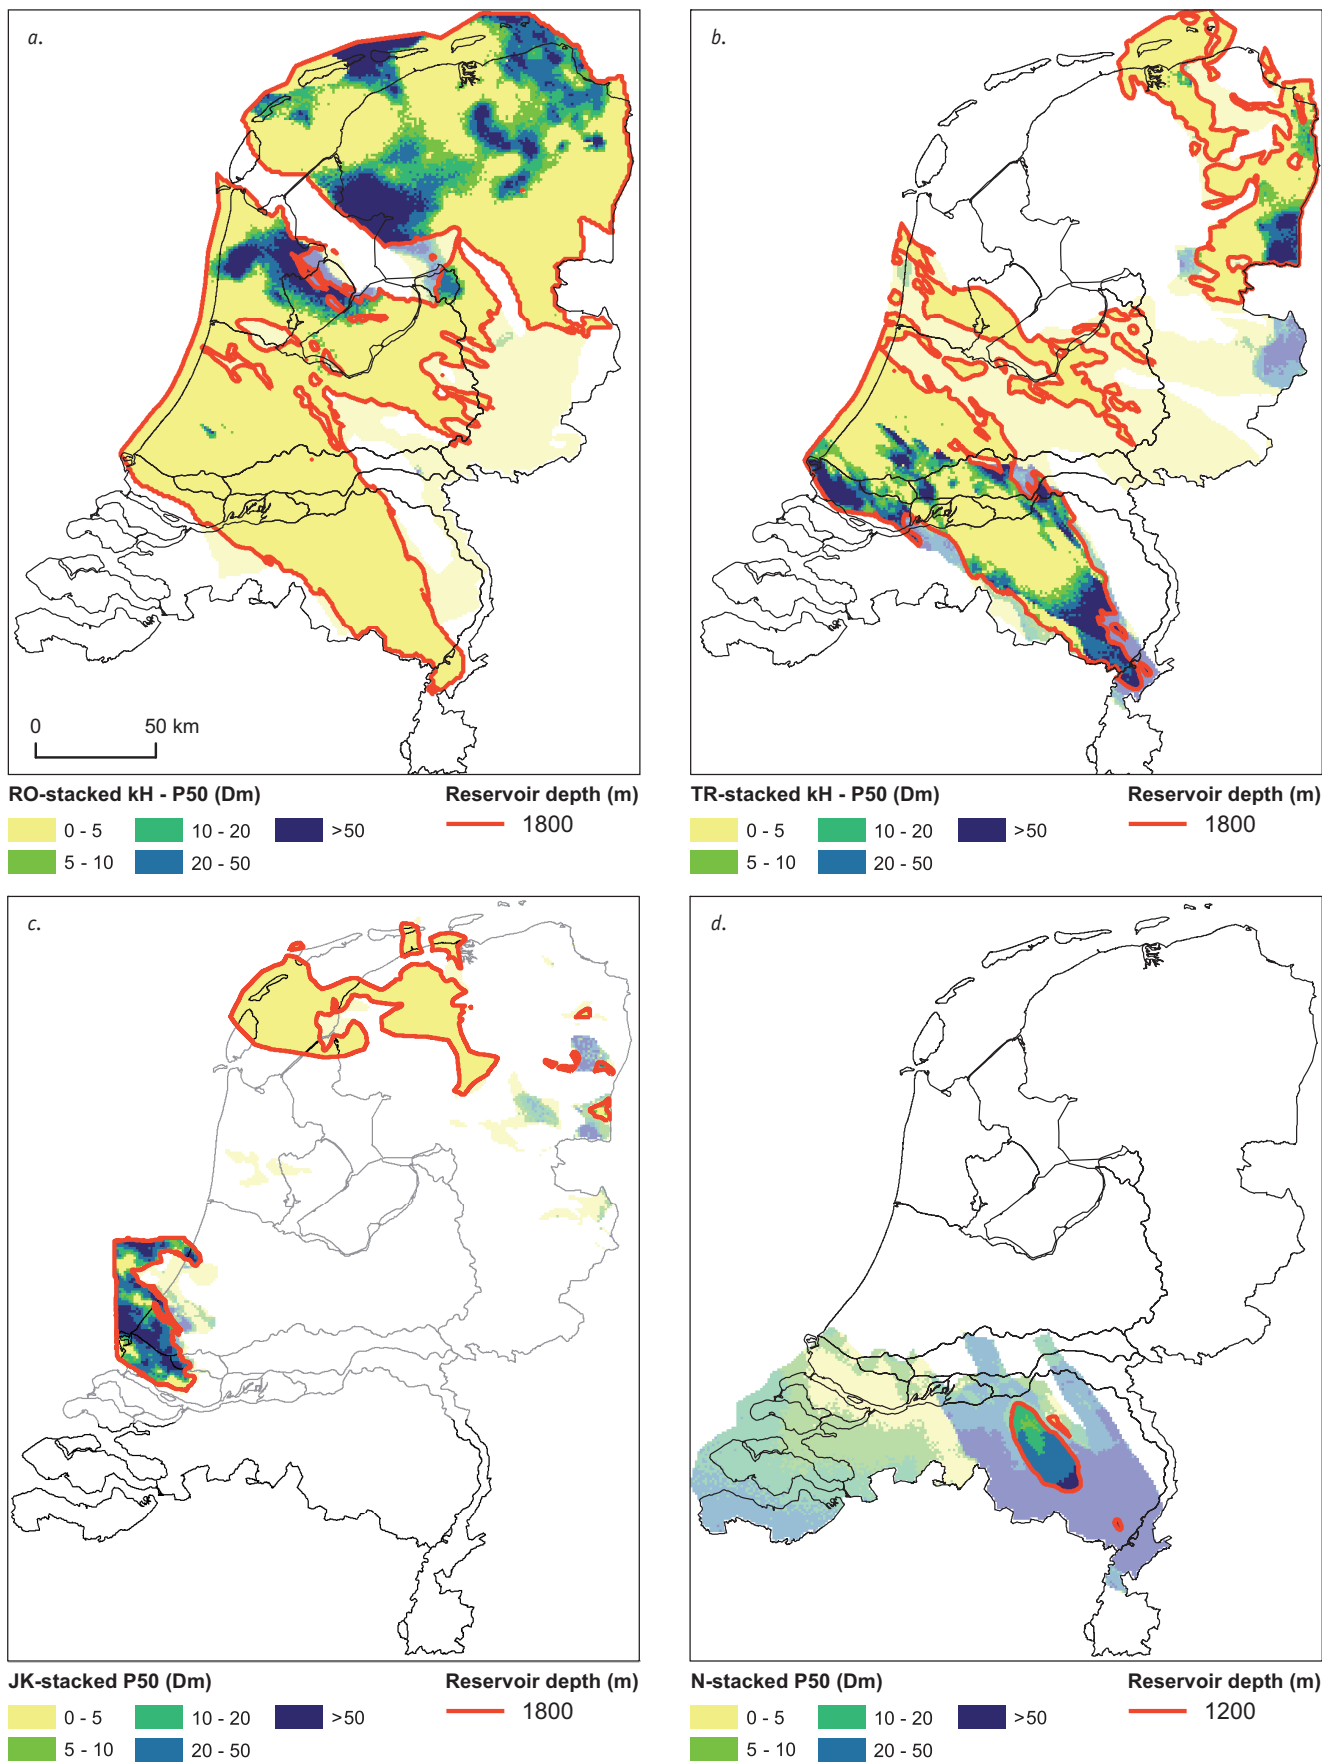 a.
b.
0 50 km
RO-stacked kH - P50 (Dm) Reservoir depth (m)
0 - 5 10 - 20 >50 1800
5 - 10 20 - 50
TR-stacked kH - P50 (Dm) Reservoir depth (m)
0 - 5 10 - 20 >50 1800
5 - 10 20 - 50
c.
d.
JK-stacked P50 (Dm) Reservoir depth (m)
0 - 5 10 - 20 >50 1800
5 - 10 20 - 50
N-stacked P50 (Dm) Reservoir depth (m)
0 - 5 10 - 20 >50 1200
5 - 10 20 - 50